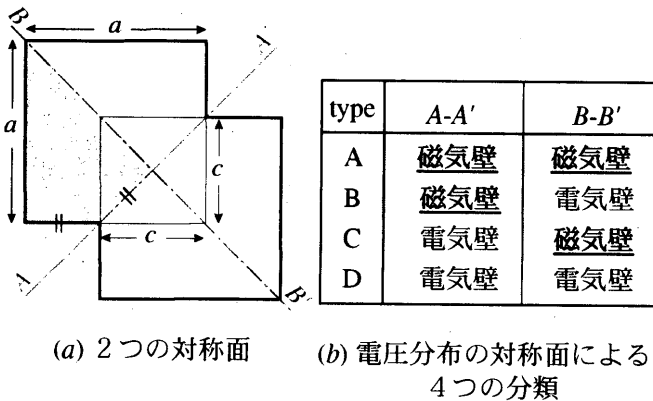 B
a
A'
a
c
c
A
B'
(a) 2つの対称面
type A-A' B-B'
A 磁気壁 磁気壁
B 磁気壁 電気壁
C 電気壁 磁気壁
D 電気壁 電気壁
(b) 電圧分布の対称面による
4つの分類